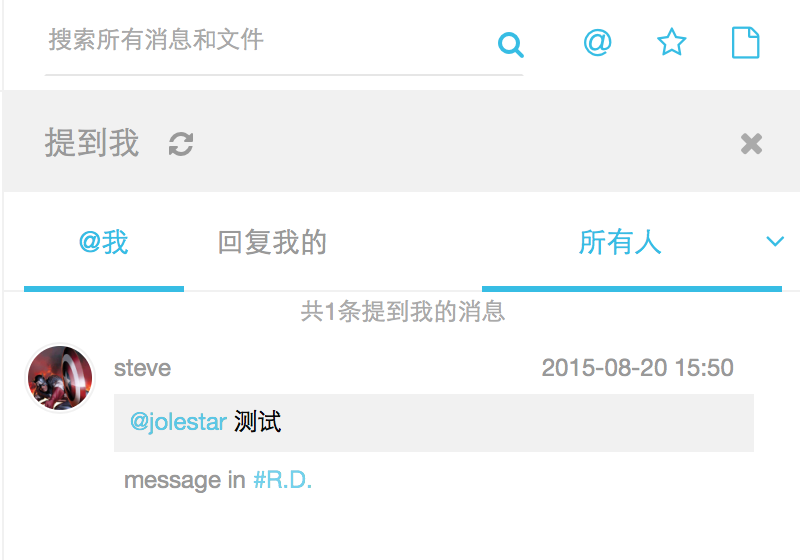 搜索所有消息和文件 @
提到我
@我 回复我的 所有人
共1条提到我的消息
steve 2015-08-20 15:50
@jolestar 测试
message in #R.D.